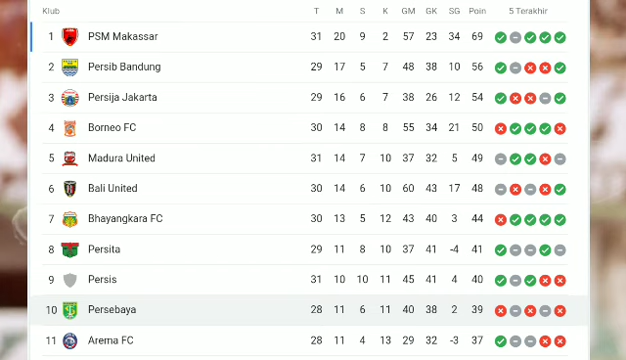 Klub T M S K GM GK SG Poin 5 Terakhir
1 PSM Makassar 31 20 9 2 57 23 34 69
2 Persib Bandung 29 17 5 7 48 38 10 56
3 Persija Jakarta 29 16 6 7 38 26 12 54
4 Borneo FC 30 14 8 8 55 34 21 50
5 Madura United 31 14 7 10 37 32 5 49
6 Bali United 30 14 6 10 60 43 17 48
7 Bhayangkara FC 30 13 5 12 43 40 3 44
8 Persita 29 11 8 10 37 41 -4 41
9 Persis 31 10 10 11 45 41 4 40
10 Persebaya 28 11 6 11 40 38 2 39
11 Arema FC 28 11 4 13 29 32 -3 37